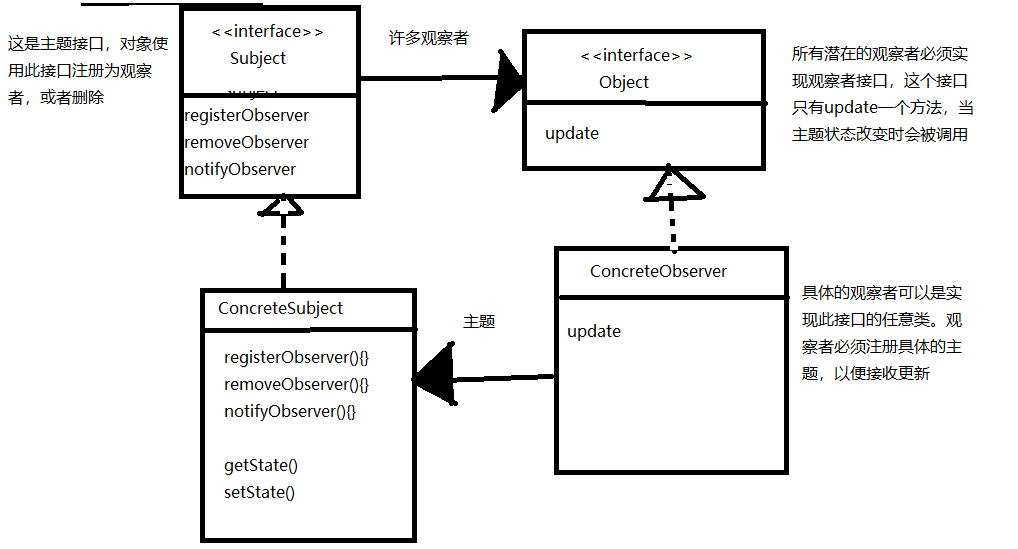 这是主题接口，对象使
用此接口注册为观察
者，或者删除
<<interface>>
Subject
registerObserver
removeObserver
notifyObserver
许多观察者
<<interface>>
Object
update
所有潜在的观察者必须实
现观察者接口，这个接口
只有update一个方法，当
主题状态改变时会被调用
ConcreteSubject
registerObserver(){}
removeObserver(){}
notifyObserver(){}
getState()
setState()
主题
ConcreteObserver
update
具体的观察者可以是实
现此接口的任意类。观
察者必须注册具体的主
题，以便接收更新